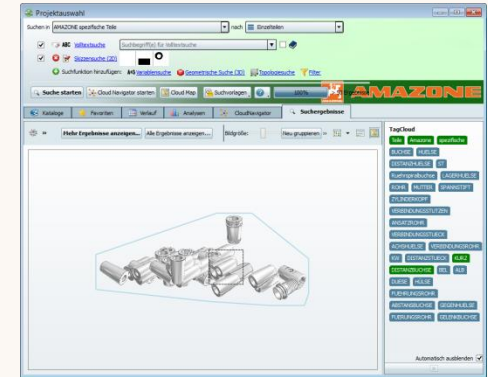 Projektauswahl
Suchen in AMAZONE spezifische Teile nach Einzelteilen
ABC Volltextsuche Suchbegriff(e) für Volltextsuche
Skizzensuche (2D)
Suchfunktion hinzufügen: Variablensuche Geometrische Suche (3D) Topologiesuche Filter
Suche starten Cloud Navigator starten Cloud Map Suchvorlagen 100%
AMAZONE
Kataloge Favoriten Verlauf Analysen CloudNavigator Suchergebnisse
Mehr Ergebnisse anzeigen... Alle Ergebnisse anzeigen... Bildgröße: Neu gruppieren
TagCloud
Teile Amazone spezifische
BUCHSE HUELSE
DISTANZHUELSE ST
LAGERHUELSE
ROHR MUTTER SPANNSTIFT
ZYLINDERKOPF
VERBINDUNGSSTUTZEN
ANSATZROHR
VERBINDUNGSSTUECK
ACHSHUELSE VERBINDUNGSROHR
KW DISTANZSTUECK KURZ
DISTANZBUCHSE BEL ALB
DUESE HÜLSE
FUEHRUNGSROHR
ABSTANDSBUCHSE GEGENHUELSE
GELENKBUCHSE
Automatisch ausblenden